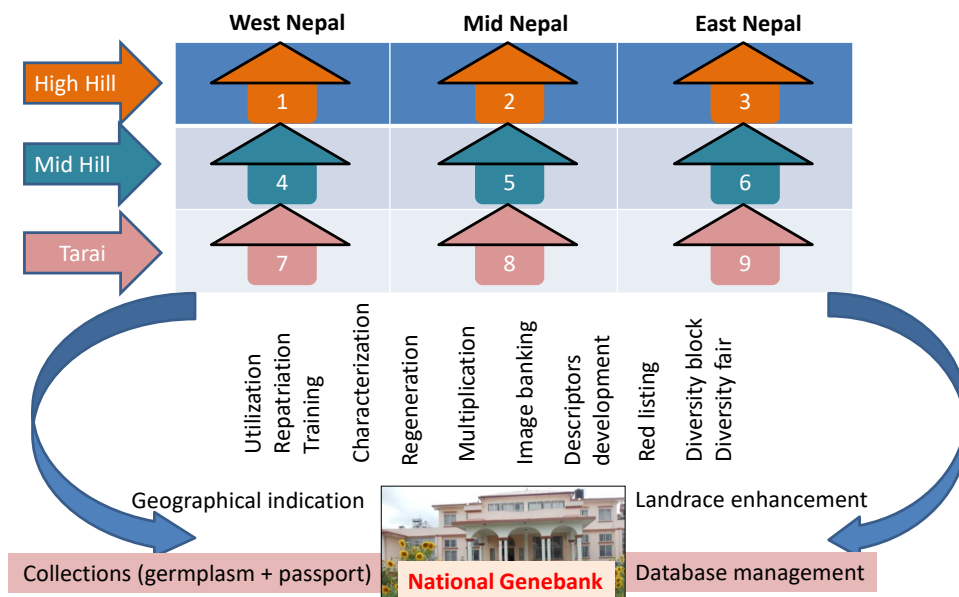 West Nepal
Mid Nepal
East Nepal
High Hill
1
2
3
Mid Hill
4
5
6
Tarai
7
8
9
Utilization
Repatriation
Training
Characterization
Regeneration
Multiplication
Image banking
Descriptors
development
Red listing
Diversity block
Diversity fair
Geographical indication
Landrace enhancement
Collections (germplasm + passport)
National Genebank
Database management